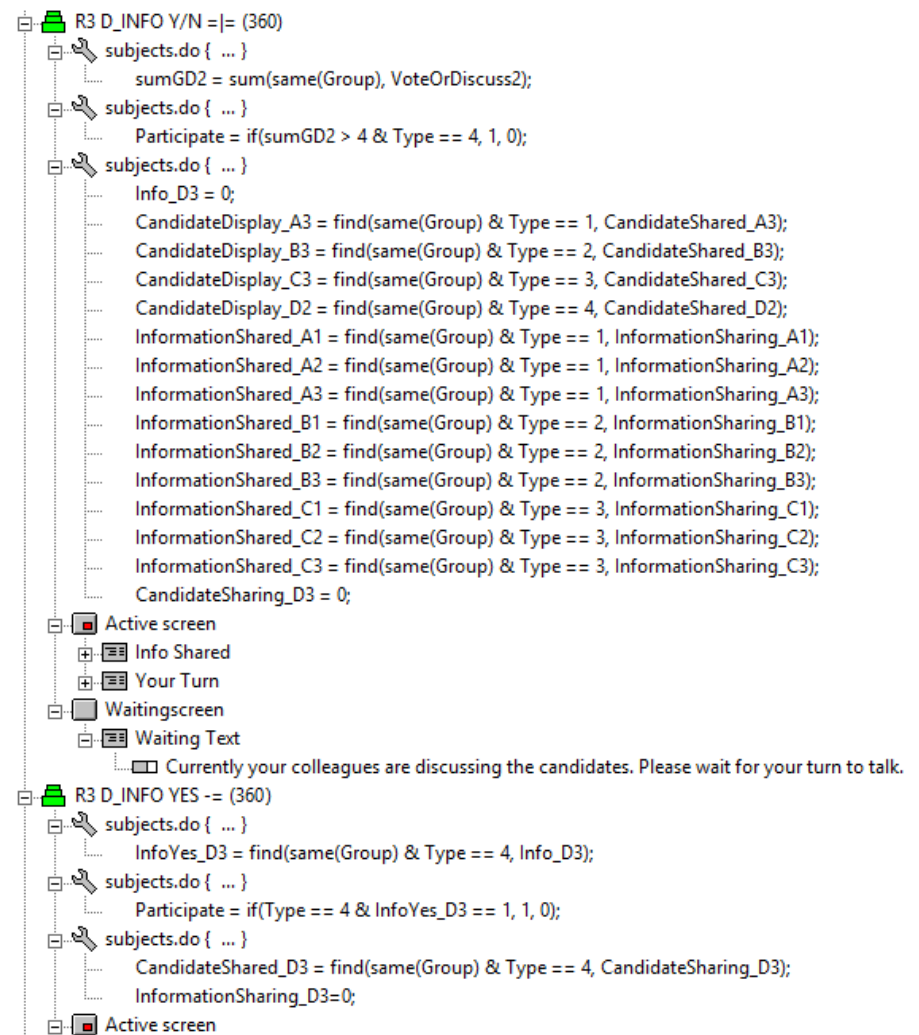 R3 D_INFO Y/N =|= (360)
subjects.do { ... }
sumGD2 = sum(same(Group), VoteOrDiscuss2);
subjects.do { ... }
Participate = if(sumGD2 > 4 & Type == 4, 1, 0);
subjects.do { ... }
Info_D3 = 0;
CandidateDisplay_A3 = find(same(Group) & Type == 1, CandidateShared_A3);
CandidateDisplay_B3 = find(same(Group) & Type == 2, CandidateShared_B3);
CandidateDisplay_C3 = find(same(Group) & Type == 3, CandidateShared_C3);
CandidateDisplay_D2 = find(same(Group) & Type == 4, CandidateShared_D2);
InformationShared_A1 = find(same(Group) & Type == 1, InformationSharing_A1);
InformationShared_A2 = find(same(Group) & Type == 1, InformationSharing_A2);
InformationShared_A3 = find(same(Group) & Type == 1, InformationSharing_A3);
InformationShared_B1 = find(same(Group) & Type == 2, InformationSharing_B1);
InformationShared_B2 = find(same(Group) & Type == 2, InformationSharing_B2);
InformationShared_B3 = find(same(Group) & Type == 2, InformationSharing_B3);
InformationShared_C1 = find(same(Group) & Type == 3, InformationSharing_C1);
InformationShared_C2 = find(same(Group) & Type == 3, InformationSharing_C2);
InformationShared_C3 = find(same(Group) & Type == 3, InformationSharing_C3);
CandidateSharing_D3 = 0;
Active screen
Info Shared
Your Turn
Waitingscreen
Waiting Text
Currently your colleagues are discussing the candidates. Please wait for your turn to talk.
R3 D_INFO YES -= (360)
subjects.do { ... }
InfoYes_D3 = find(same(Group) & Type == 4, Info_D3);
subjects.do { ... }
Participate = if(Type == 4 & InfoYes_D3 == 1, 1, 0);
subjects.do { ... }
CandidateShared_D3 = find(same(Group) & Type == 4, CandidateSharing_D3);
InformationSharing_D3=0;
Active screen